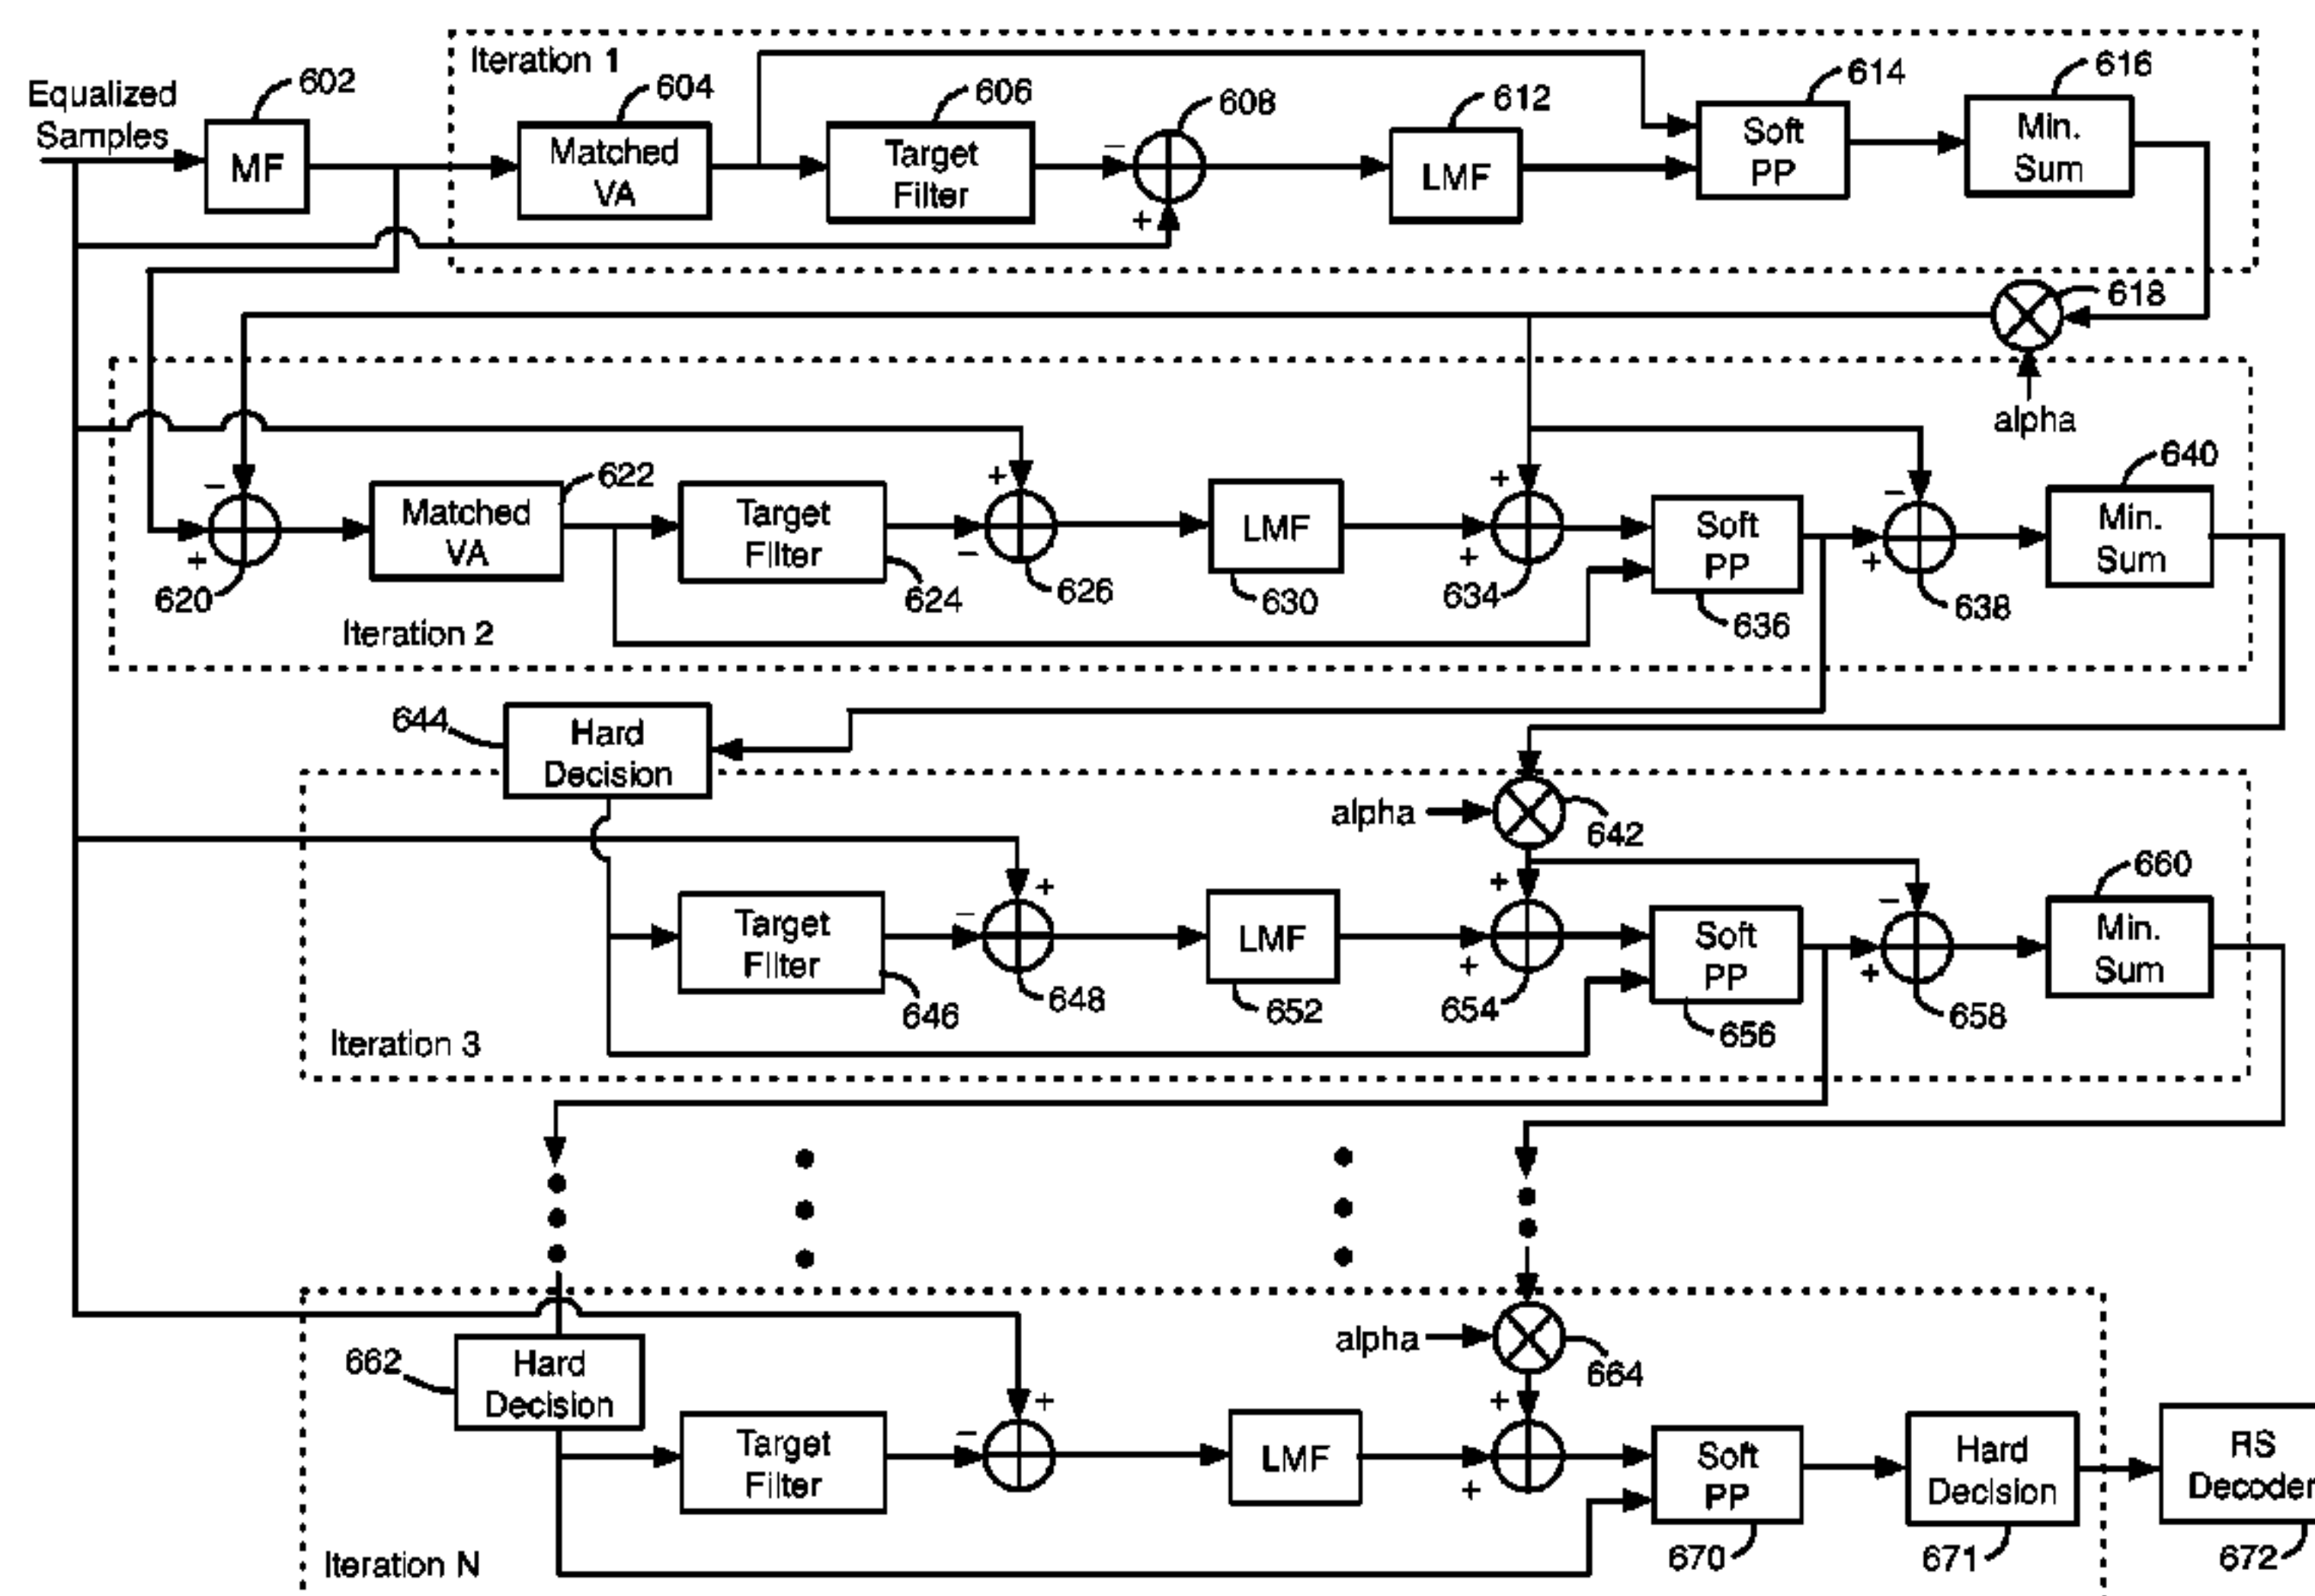 Iteration 1
Equalized
Samples
602
604
606
608
612
614
616
MF
Matched
VA
Target
Filter
−
+
LMF
Soft
PP
Min.
Sum
618
alpha
−
+
620
Matched
VA
622
Target
Filter
624
+
−
626
LMF
630
+
+
634
Soft
PP
636
−
+
638
Min.
Sum
640
Iteration 2
644
Hard
Decision
alpha
642
Target
Filter
646
−
+
648
LMF
652
+
+
654
Soft
PP
656
−
+
658
Min.
Sum
660
Iteration 3
662
Hard
Decision
alpha
664
Target
Filter
−
+
LMF
+
+
Soft
PP
670
Hard
Decision
671
RS
Decoder
672
Iteration N